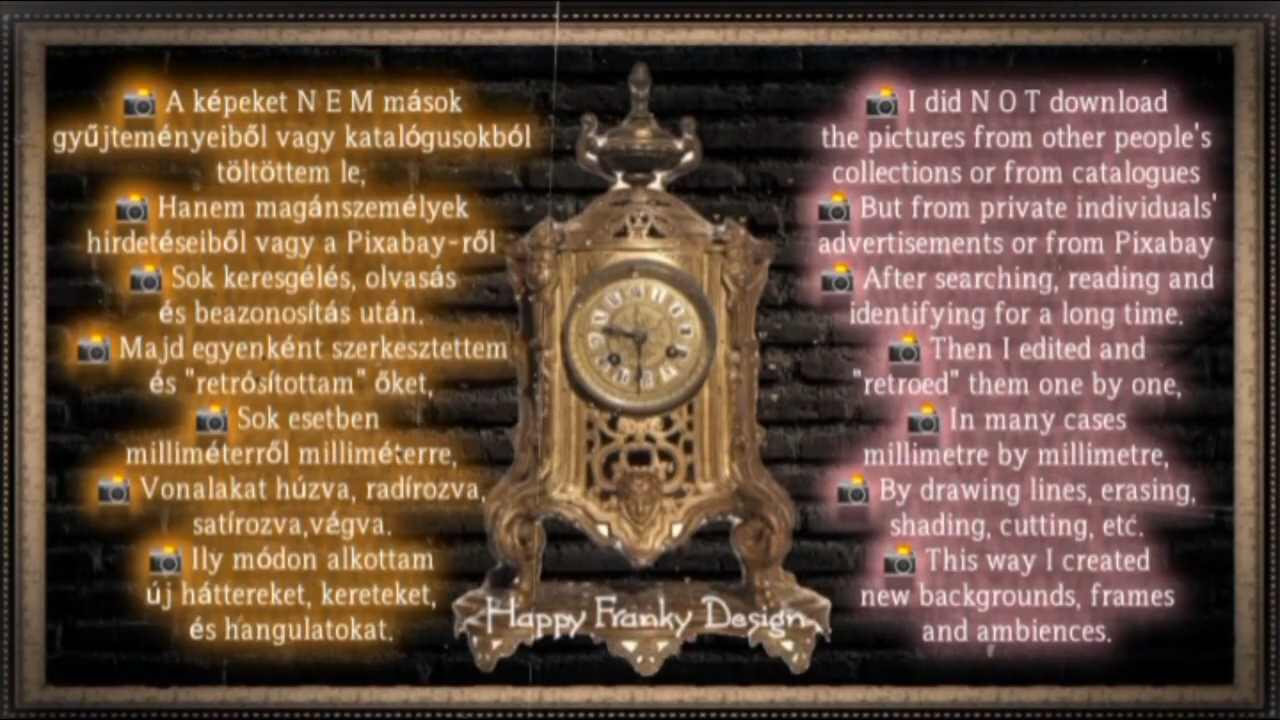 📸 A képeket N E M mások
gyűjteményeiből vagy katalógusokból
töltöttem le,
📸 Hanem magánszemélyek
hirdetéseiből vagy a Pixabay-ről
📸 Sok keresgélés, olvasás
és beazonosítás után.
📸 Majd egyenként szerkesztettem
és "retrósítottam" őket,
📸 Sok esetben
milliméterről milliméterre,
📸 Vonalakat húzva, radírozva,
satírozva,végva.
📸 Ily módon alkottam
új háttereket, kereteket,
és hangulatokat.
📸 I did N O T download
the pictures from other people's
collections or from catalogues
📸 But from private individuals'
advertisements or from Pixabay
📸 After searching, reading and
identifying for a long time.
📸 Then I edited and
"retroed" them one by one,
📸 In many cases
millimetre by millimetre,
📸 By drawing lines, erasing,
shading, cutting, etc.
📸 This way I created
new backgrounds, frames
and ambiences.
Happy Franky Design